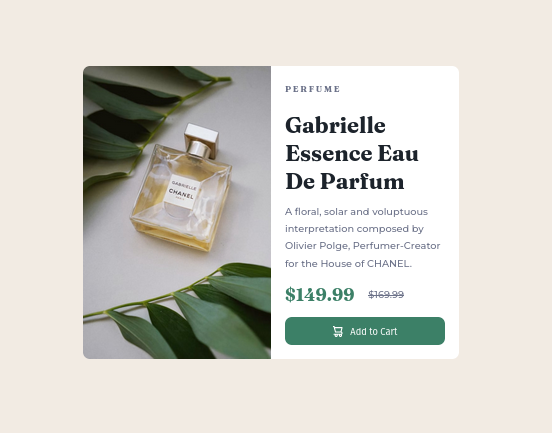 GABRIELLE
CHANEL
PERFUME
Gabrielle
Essence Eau
De Parfum
A floral, solar and voluptuous
interpretation composed by
Olivier Polge, Perfumer-Creator
for the House of CHANEL.
$149.99 $169.99
Add to Cart